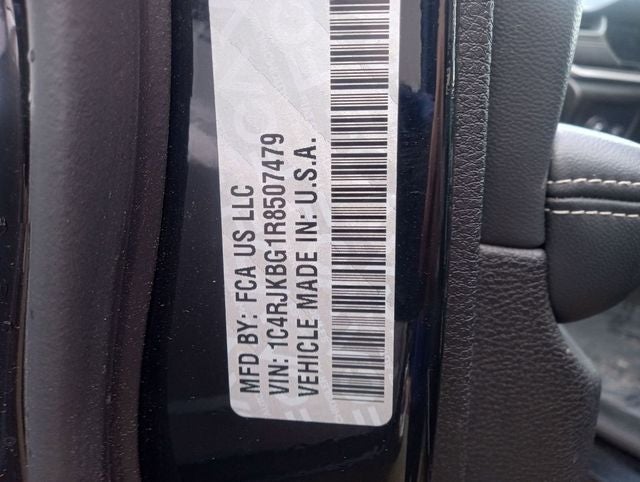 MFD BY: FCA US LLC
VIN: 1C4RJKBG1R8507479
VEHICLE MADE IN: U.S.A.